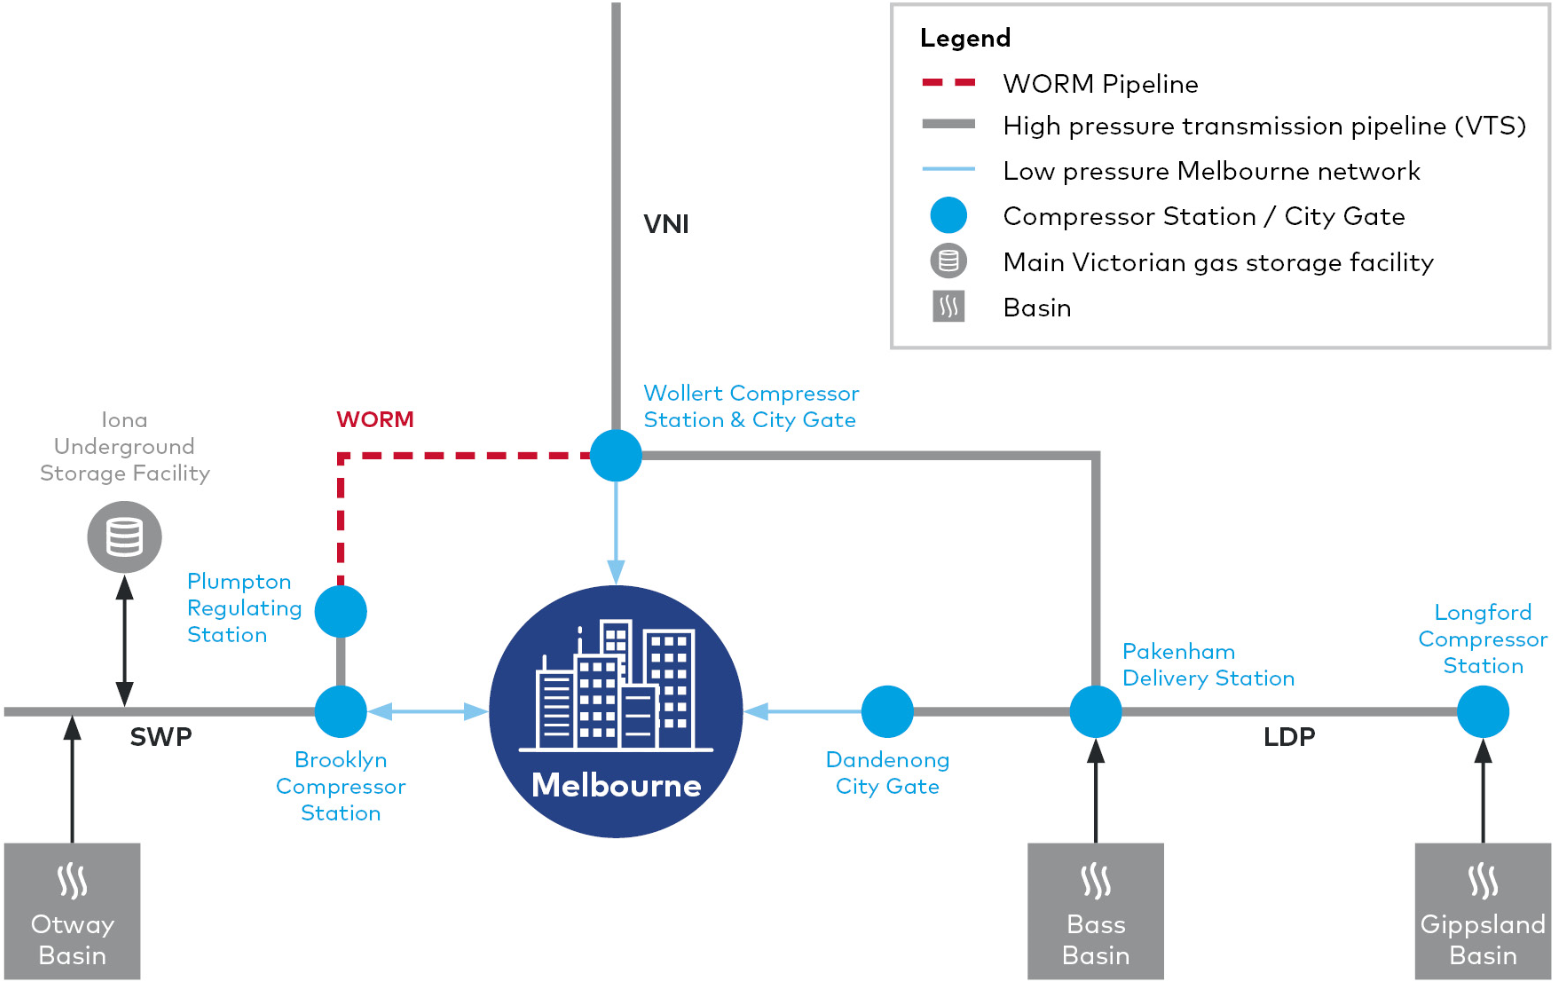 Legend
WORM Pipeline
High pressure transmission pipeline (VTS)
Low pressure Melbourne network
Compressor Station / City Gate
Main Victorian gas storage facility
Basin
VNI
Wollert Compressor
Station & City Gate
WORM
Iona
Underground
Storage Facility
Plumpton
Regulating
Station
SWP
Brooklyn
Compressor
Station
Melbourne
Dandenong
City Gate
Pakenham
Delivery Station
LDP
Longford
Compressor
Station
Otway
Basin
Bass
Basin
Gippsland
Basin